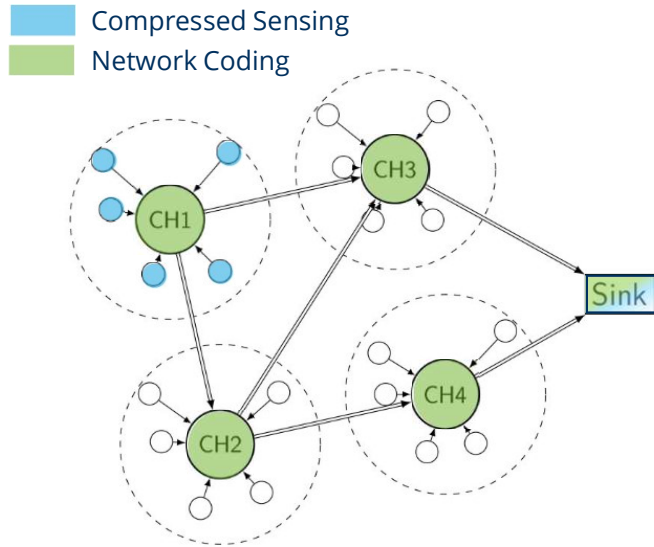 Compressed Sensing
Network Coding
CH1
CH3
Sink
CH2
CH4